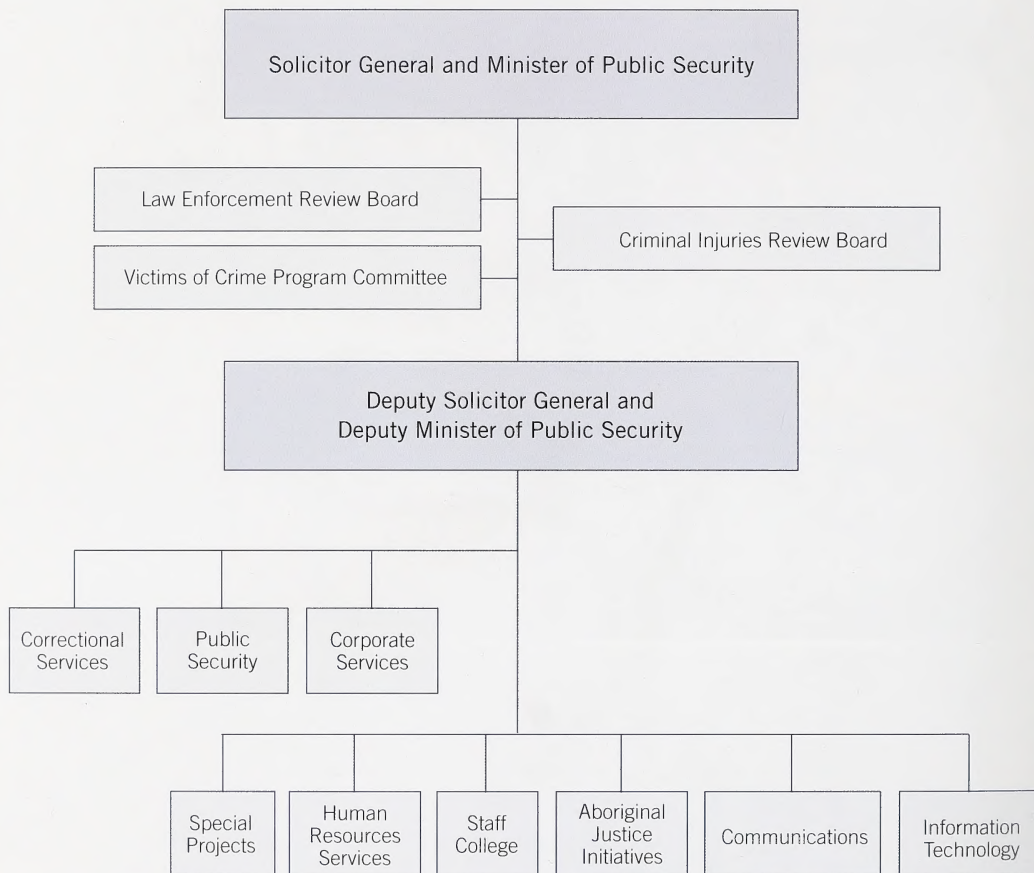 Solicitor General and Minister of Public Security
Law Enforcement Review Board
Criminal Injuries Review Board
Victims of Crime Program Committee
Deputy Solicitor General and
Deputy Minister of Public Security
Correctional
Services
Public
Security
Corporate
Services
Special
Projects
Human
Resources
Services
Staff
College
Aboriginal
Justice
Initiatives
Communications
Information
Technology